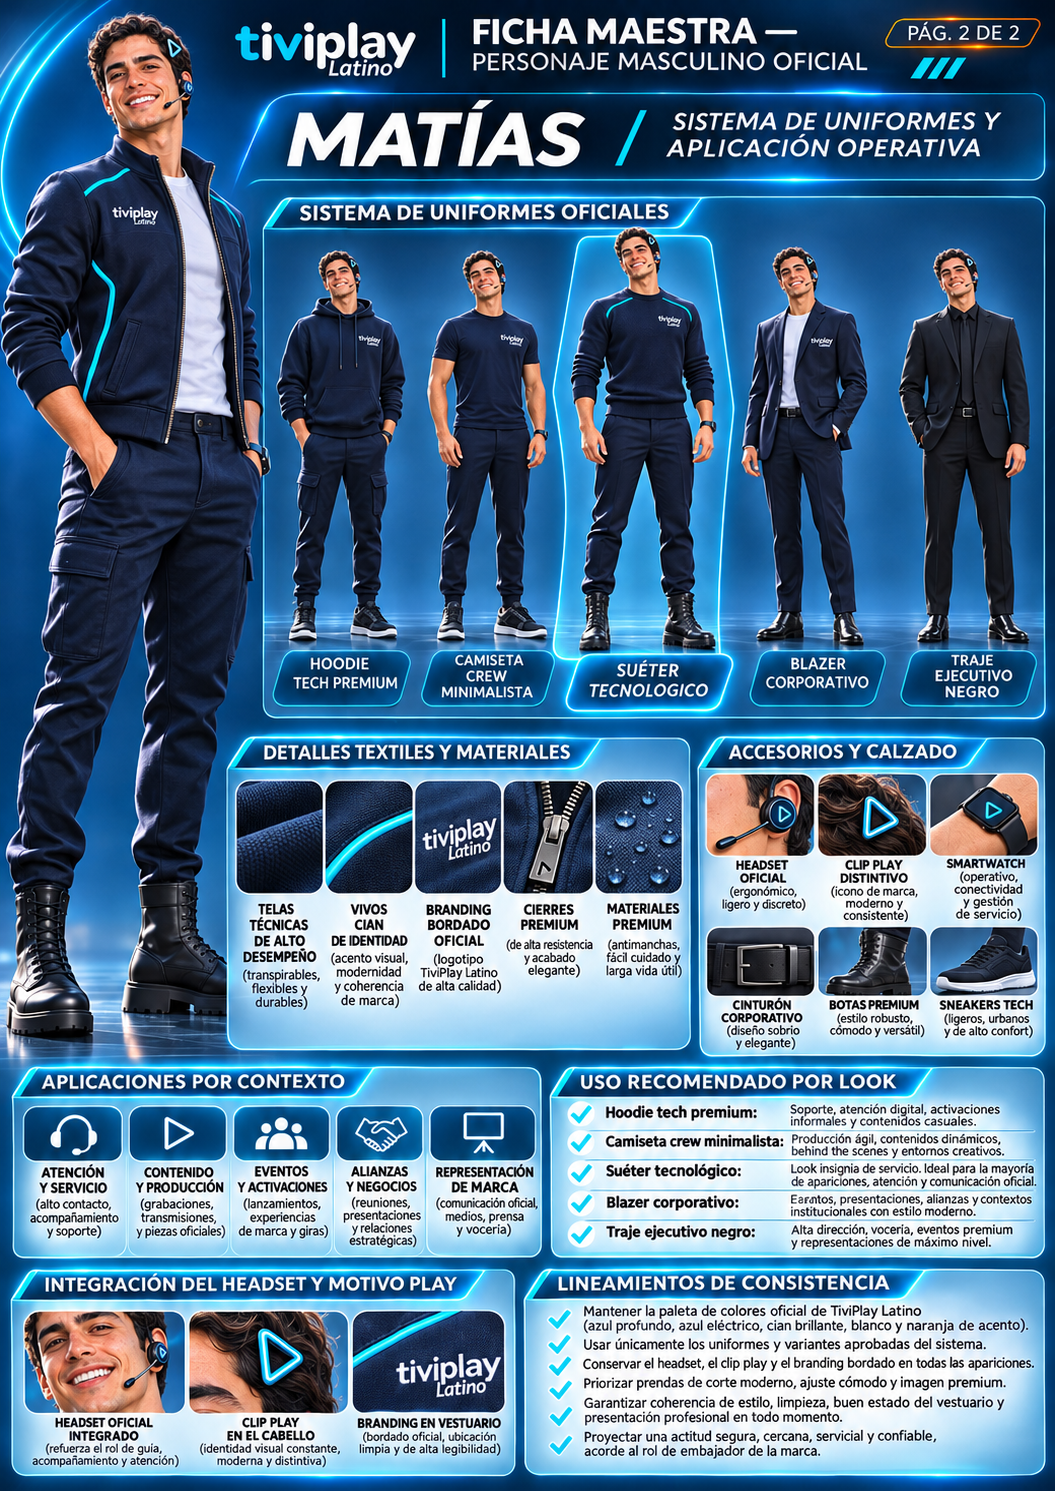 tiviplay
Latino
FICHA MAESTRA —
PERSONAJE MASCULINO OFICIAL
PÁG. 2 DE 2
MATÍAS
SISTEMA DE UNIFORMES Y
APLICACIÓN OPERATIVA
tiviplay
Latino
SISTEMA DE UNIFORMES OFICIALES
tiviplay
Latino
tiviplay
Latino
tiviplay
Latino
tiviplay
Latino
HOODIE
TECH PREMIUM
CAMISETA
CREW
MINIMALISTA
SUÉTER
TECNOLOGICO
BLAZER
CORPORATIVO
TRAJE
EJECUTIVO
NEGRO
DETALLES TEXTILES Y MATERIALES
tiviplay
Latino
TELAS
TÉCNICAS
DE ALTO
DESEMPEÑO
(transpirables,
flexibles y
durables)
VIVOS
CIAN
DE IDENTIDAD
(acento visual,
modernidad
y coherencia
de marca)
BRANDING
BORDADO
OFICIAL
(logotipo
TiviPlay Latino
de alta calidad)
CIERRES
PREMIUM
(de alta resistencia
y acabado
elegante)
MATERIALES
PREMIUM
(antimanchas,
fácil cuidado y
larga vida útil)
ACCESORIOS Y CALZADO
HEADSET
OFICIAL
(ergonómico,
ligero y discreto)
CLIP PLAY
DISTINTIVO
(icono de marca,
moderno y
consistente)
SMARTWATCH
(operativo,
conectividad
y gestión
de servicio)
CINTURÓN
CORPORATIVO
(diseño sobrio
y elegante)
BOTAS PREMIUM
(estilo robusto,
cómodo y versátil)
SNEAKERS TECH
(ligeros, urbanos
y de alto confort)
APLICACIONES POR CONTEXTO
ATENCIÓN
Y SERVICIO
(alto contacto,
acompañamiento
y soporte)
CONTENIDO
Y PRODUCCIÓN
(grabaciones,
transmisiones,
y piezas oficiales)
EVENTOS
Y ACTIVACIONES
(lanzamientos,
experiencias
de marca y giras)
ALIANZAS
Y NEGOCIOS
(reuniones,
presentaciones
y relaciones
estratégicas)
REPRESENTACIÓN
DE MARCA
(comunicación oficial,
medios, prensa
y vocería)
USO RECOMENDADO POR LOOK
Hoodie tech premium: Soporte, atención digital, activaciones
informales y contenidos casuales.
Camiseta crew minimalista: Producción ágil, contenidos dinámicos,
behind the scenes y entornos creativos.
Suéter tecnológico: Look insignia de servicio. Ideal para la mayoría
de apariciones, atención y comunicación oficial.
Blazer corporativo: presentaciones, alianzas y contextos
institucionales con estilo moderno.
Traje ejecutivo negro: Alta dirección, vocería, eventos premium
y representaciones de máximo nivel.
INTEGRACIÓN DEL HEADSET Y MOTIVO PLAY
tiviplay
Latino
HEADSET OFICIAL
INTEGRADO
(refuerza el rol de guía,
acompañamiento y atención)
CLIP PLAY
EN EL CABELLO
(identidad visual constante,
moderna y distintiva)
BRANDING EN VESTUARIO
(bordado oficial, ubicación
limpia y de alta legibilidad)
LINEAMIENTOS DE CONSISTENCIA
Mantener la paleta de colores oficial de TiviPlay Latino
(azul profundo, azul eléctrico, cian brillante, blanco y naranja de acento).
Usar únicamente los uniformes y variantes aprobadas del sistema.
Conservar el headset, el clip play y el branding bordado en todas las apariciones.
Priorizar prendas de corte moderno, ajuste cómodo y imagen premium.
Garantizar coherencia de estilo, limpieza, buen estado del vestuario y
presentación profesional en todo momento.
Proyectar una actitud segura, cercana, servicial y confiable,
acorde al rol de embajador de la marca.